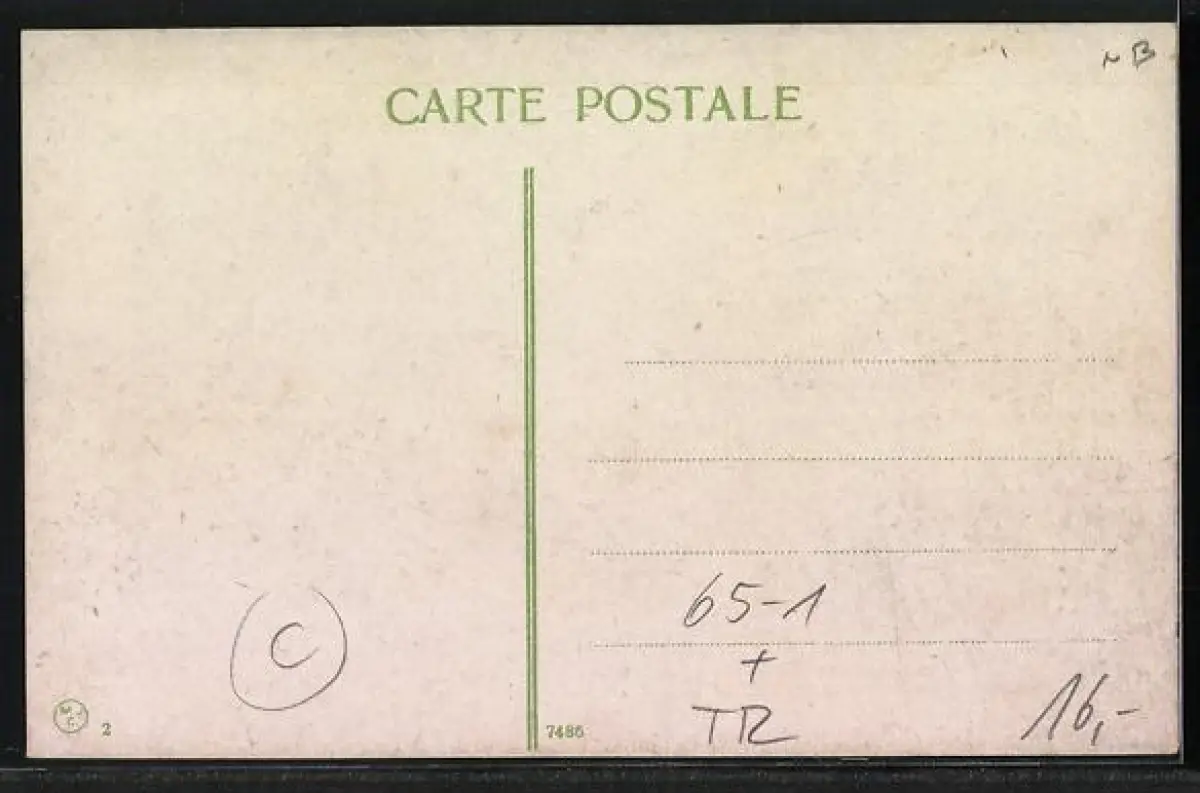 NB
CARTE POSTALE
C
65-1
+
TR
16,-
M J
C
2
7486